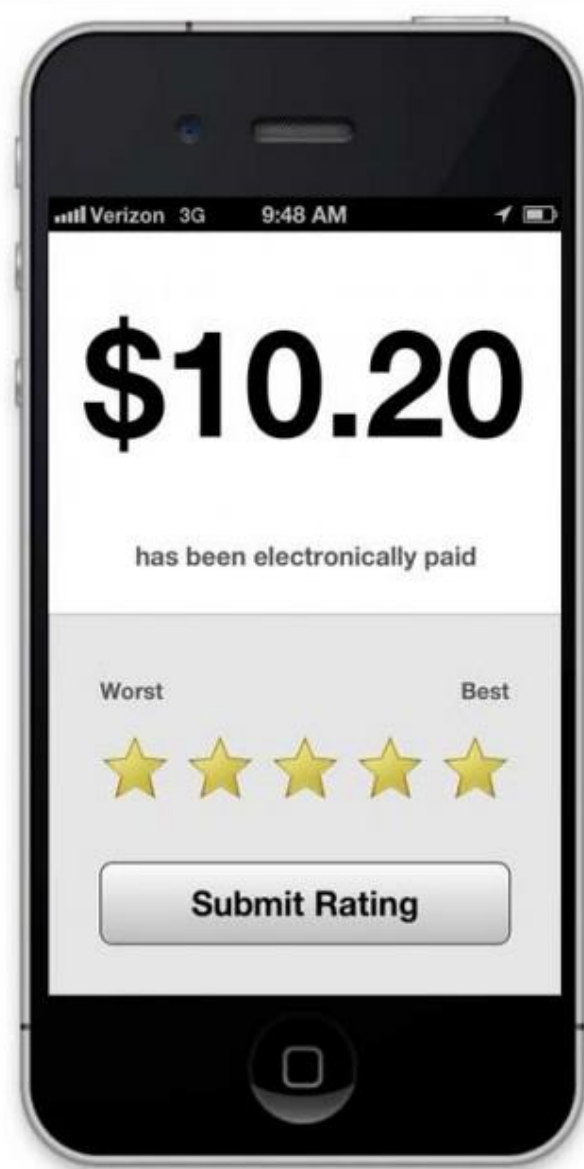 Verizon 3G 9:48 AM
$10.20
has been electronically paid
Worst Best
Submit Rating